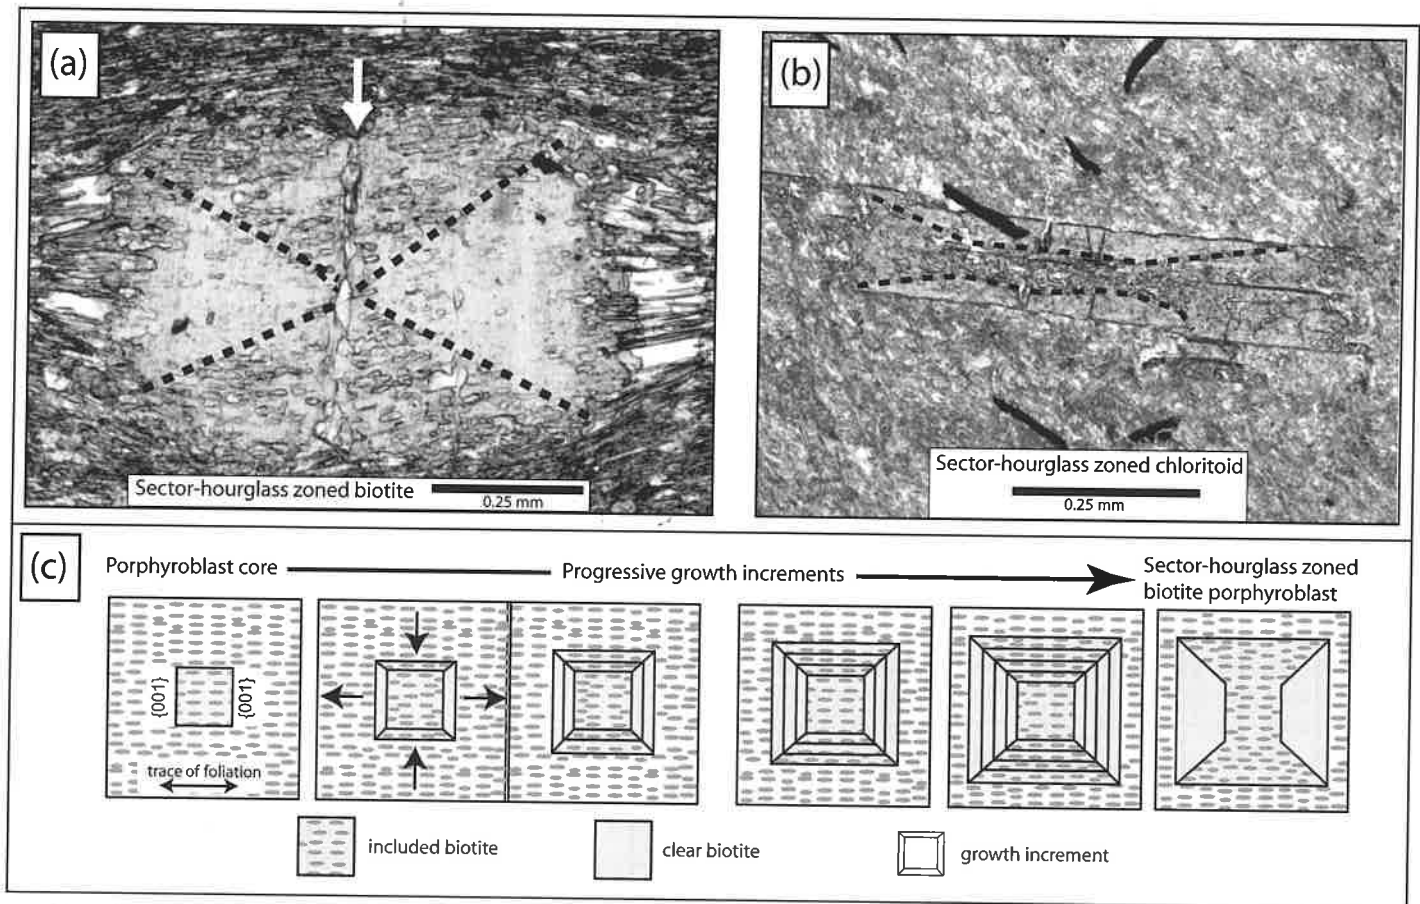 (a)
Sector-hourglass zoned biotite
0.25 mm
(b)
Sector-hourglass zoned chloritoid
0.25 mm
(c)
Porphyroblast core
Progressive growth increments
Sector-hourglass zoned
biotite porphyroblast
{001}
{001}
trace of foliation
included biotite
clear biotite
growth increment